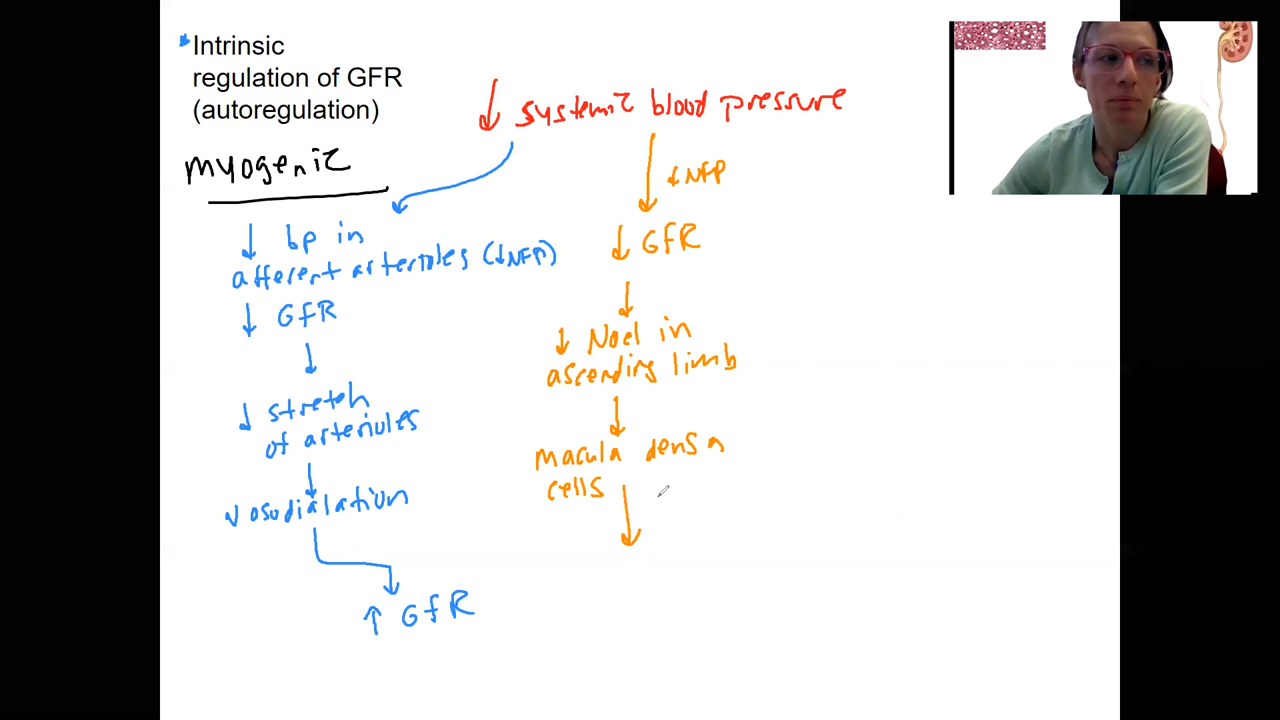 * Intrinsic
regulation of GFR
(autoregulation)
myogenic
↓ systemic blood pressure
↓ bp in
afferent arterioles (↓NFP)
↓ GfR
↓ stretch
of arterioles
vasodialation
↑ GfR
↓ NFP
↓ GfR
↓ Nacl in
ascending limb
macula densa
cells